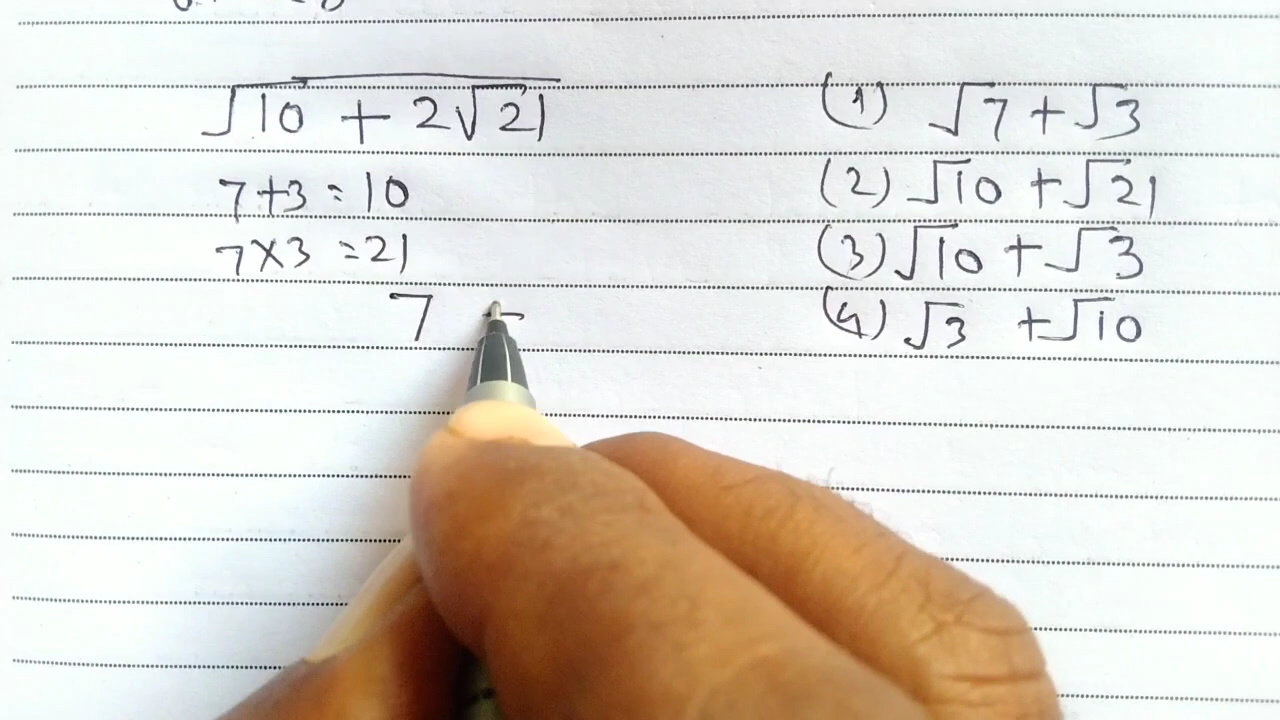 √10 + 2√21
7+3=10
7×3=21
7 +
(1) √7+√3
(2) √10 +√21
(3) √10 +√3
(4) √3 +√10